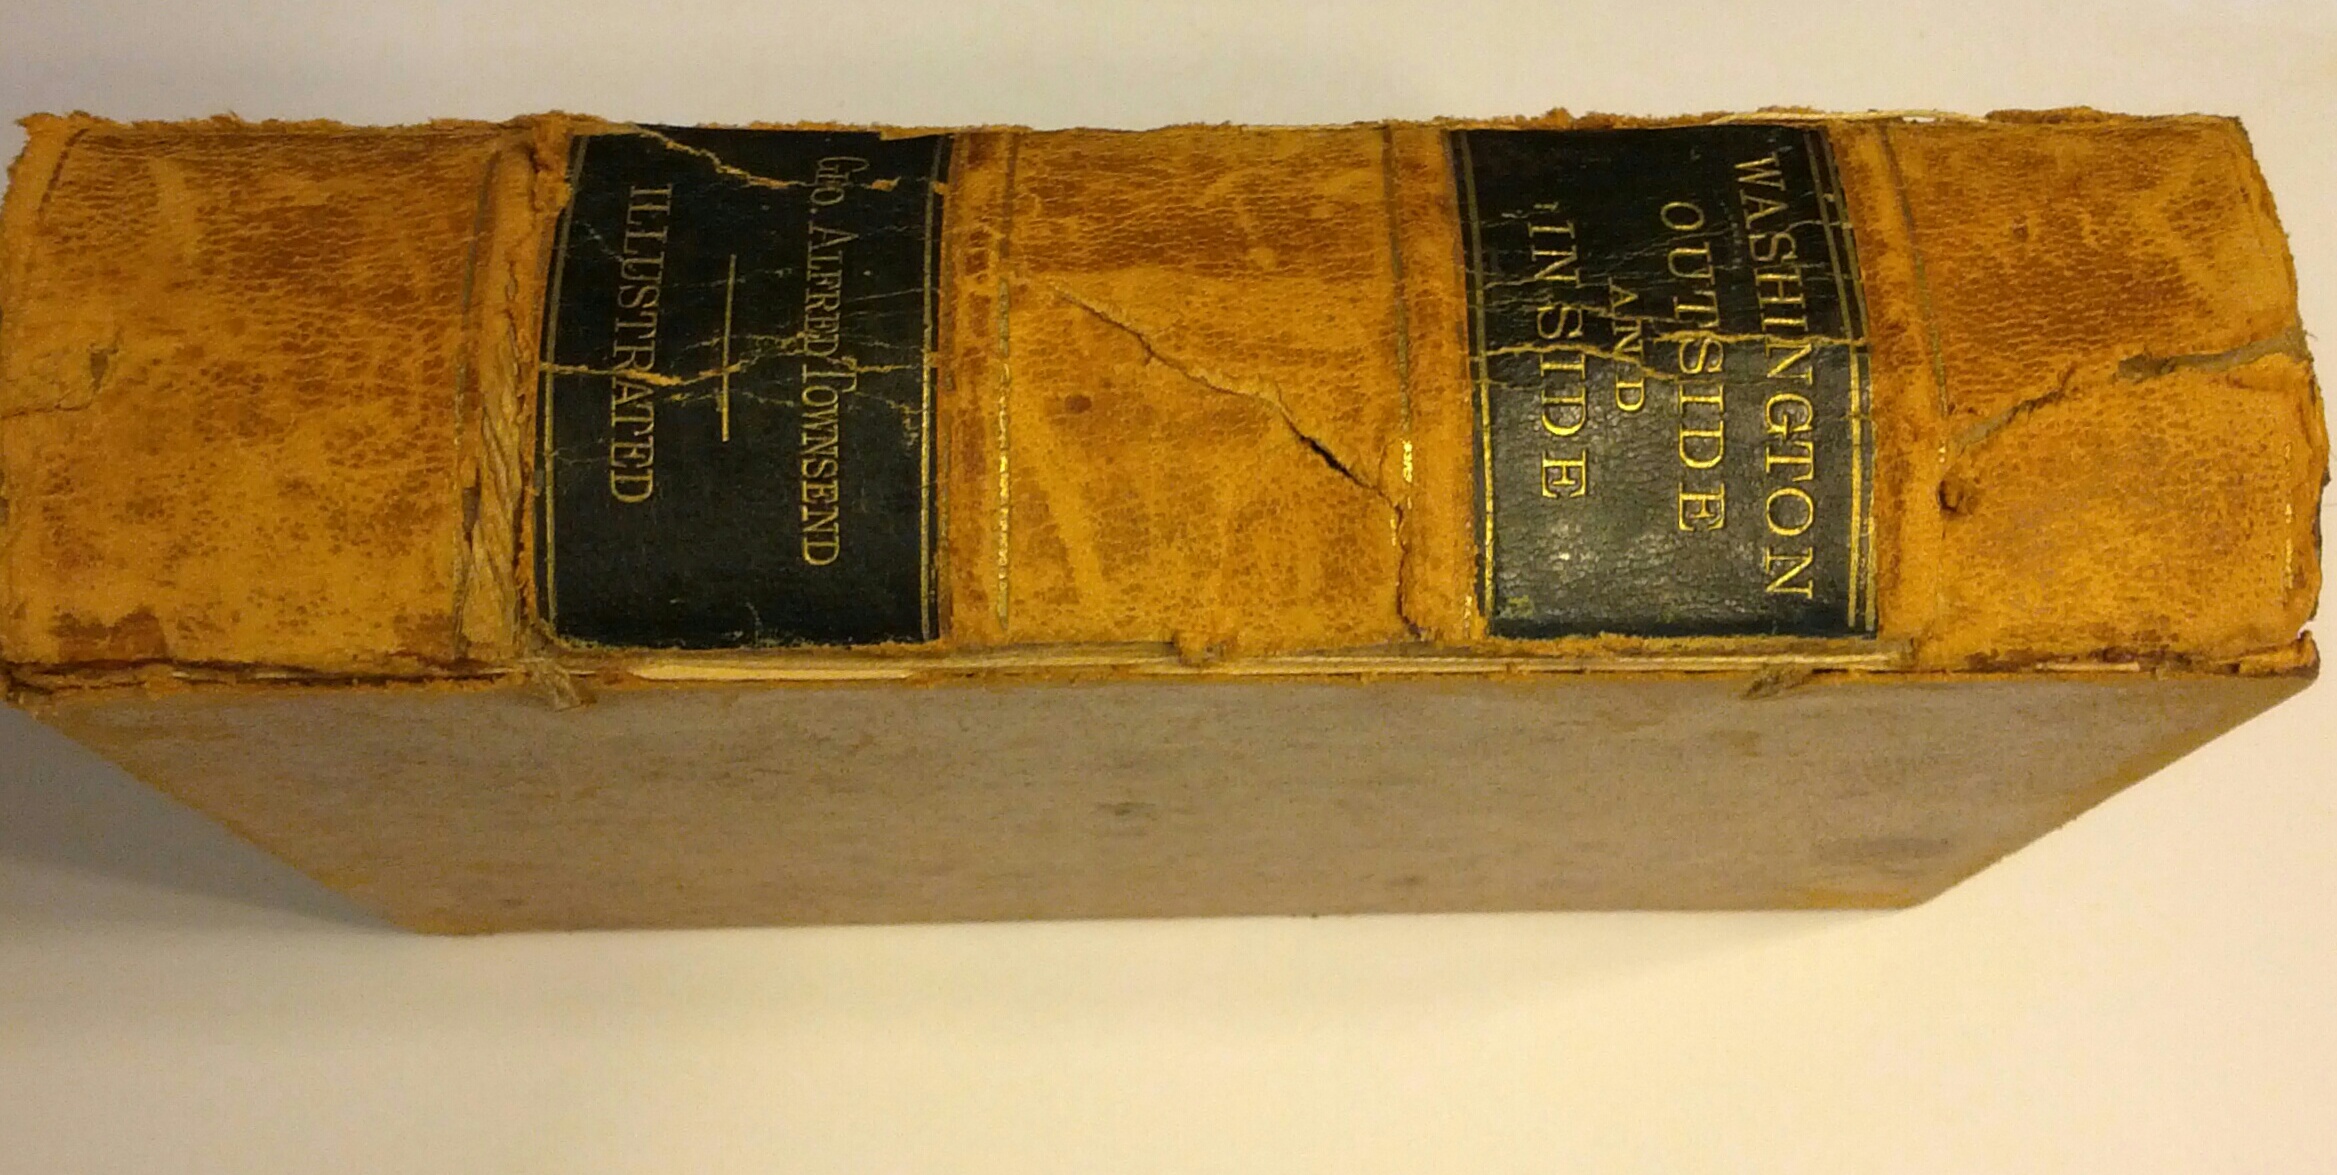 WASHINGTON
OUTSIDE
AND
INSIDE
GEO. ALFRED TOWNSEND
ILLUSTRATED